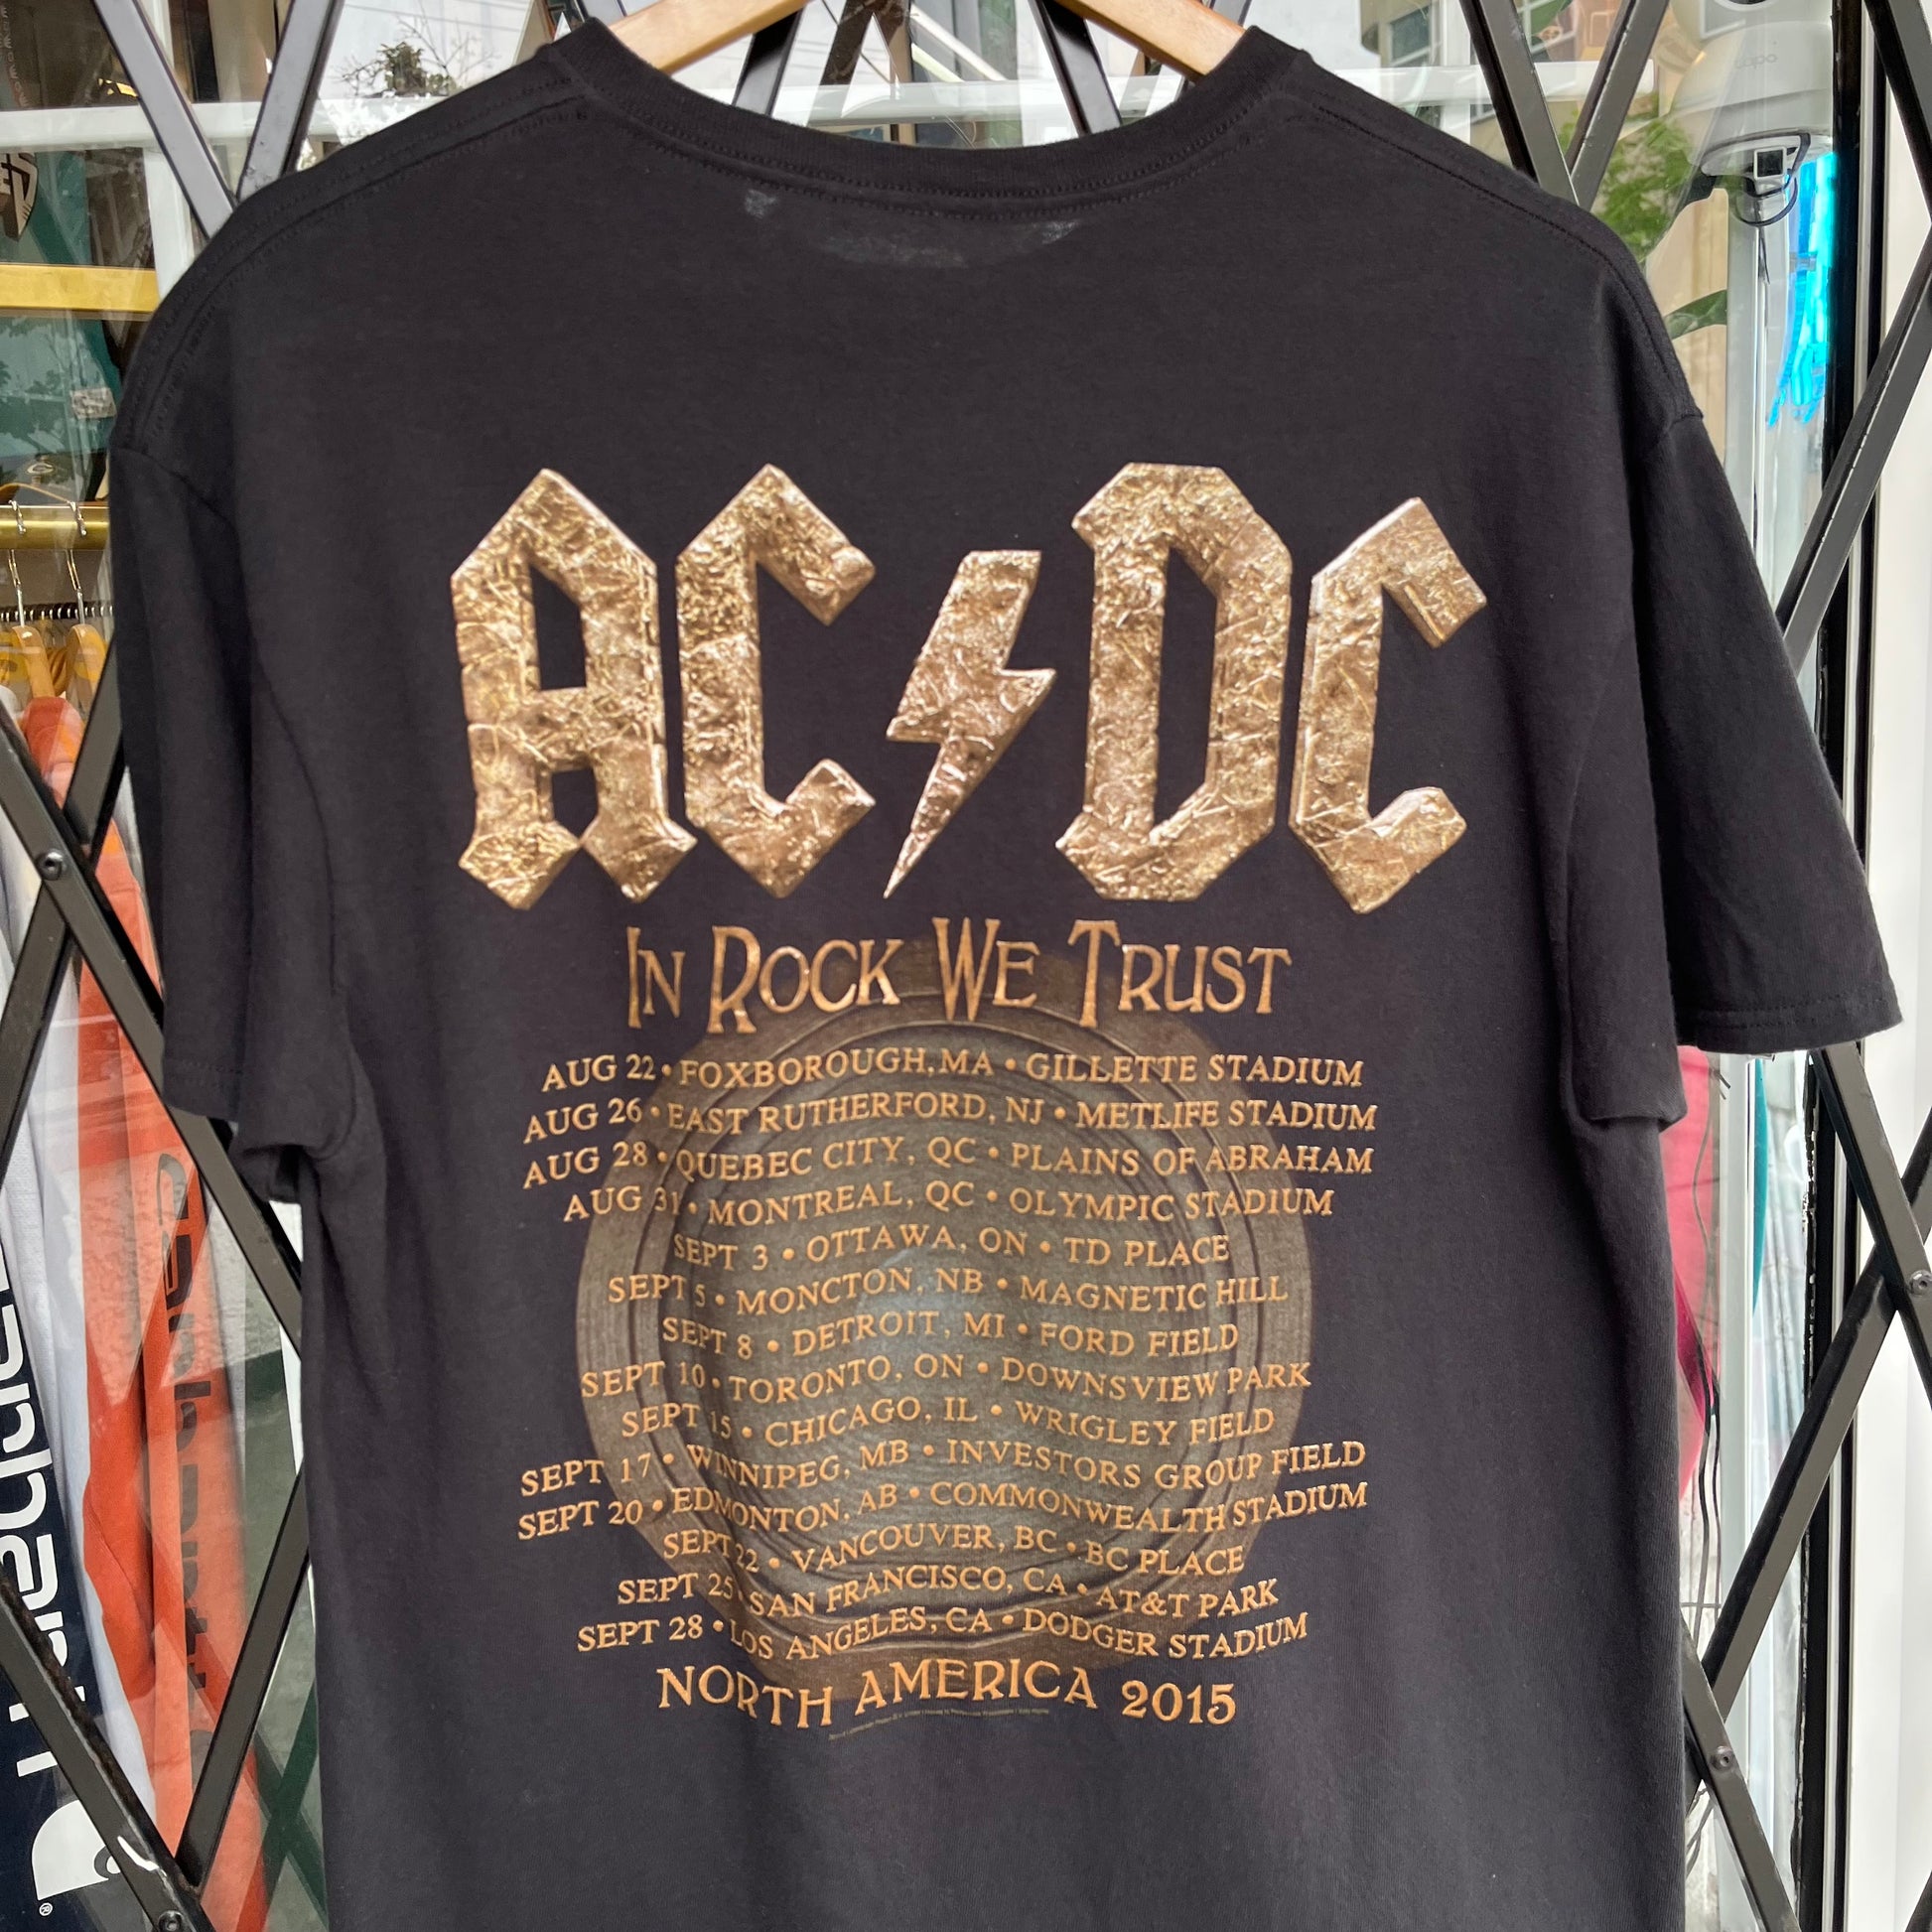 AC DC
IN ROCK WE TRUST
AUG 22 • FOXBOROUGH, MA • GILLETTE STADIUM
AUG 26 • EAST RUTHERFORD, NJ • METLIFE STADIUM
AUG 28 • QUEBEC CITY, QC • PLAINS OF ABRAHAM
AUG 31 • MONTREAL, QC • OLYMPIC STADIUM
SEPT 3 • OTTAWA, ON • TD PLACE
SEPT 5 • MONCTON, NB • MAGNETIC HILL
SEPT 8 • DETROIT, MI • FORD FIELD
SEPT 10 • TORONTO, ON • DOWNSVIEW PARK
SEPT 15 • CHICAGO, IL • WRIGLEY FIELD
SEPT 17 • WINNIPEG, MB • INVESTORS GROUP FIELD
SEPT 20 • EDMONTON, AB • COMMONWEALTH STADIUM
SEPT 22 • VANCOUVER, BC • BC PLACE
SEPT 25 • SAN FRANCISCO, CA • AT&T PARK
SEPT 28 • LOS ANGELES, CA • DODGER STADIUM
NORTH AMERICA 2015